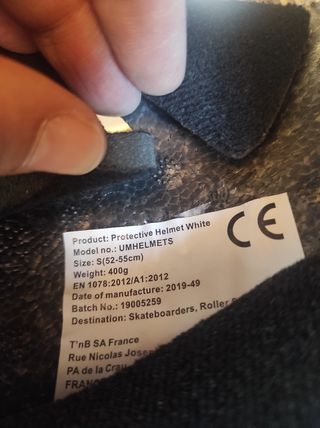 Product: Protective Helmet White
Model no.: UMHELMETS
Size: S(52-55cm)
Weight: 400g
EN 1078:2012/A1:2012
Date of manufacture: 2019-49
Batch No.: 19005259
Destination: Skateboarders, Roller
CE
T'nB SA France
Rue Nicolas Josep
PA de la Crau
FRANC